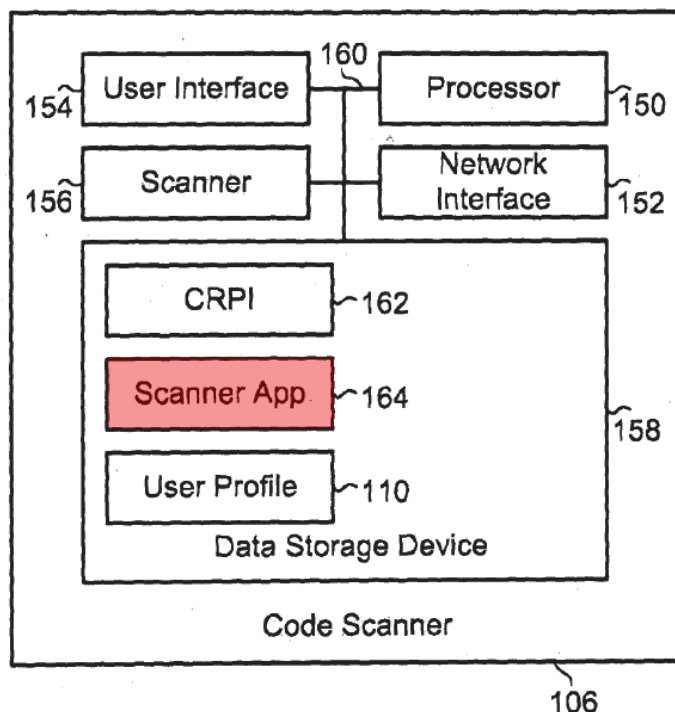 160
User Interface
154
Processor
150
Scanner
156
Network
Interface
152
CRPI
162
Scanner App
164
158
User Profile
110
Data Storage Device
Code Scanner
106